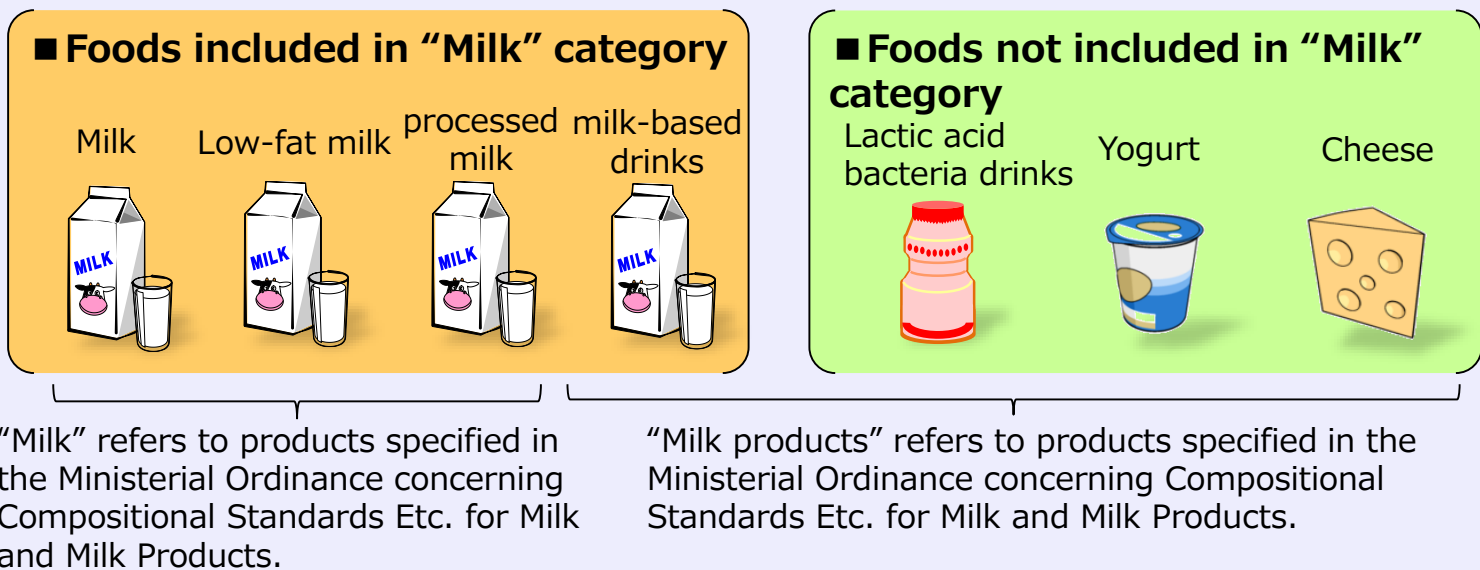 ■Foods included in “Milk” category
Milk
Low-fat milk
processed
milk
milk-based
drinks
MILK
MILK
MILK
MILK
■Foods not included in “Milk”
category
Lactic acid
bacteria drinks
Yogurt
Cheese
“Milk” refers to products specified in
the Ministerial Ordinance concerning
Compositional Standards Etc. for Milk
and Milk Products.
“Milk products” refers to products specified in the
Ministerial Ordinance concerning Compositional
Standards Etc. for Milk and Milk Products.